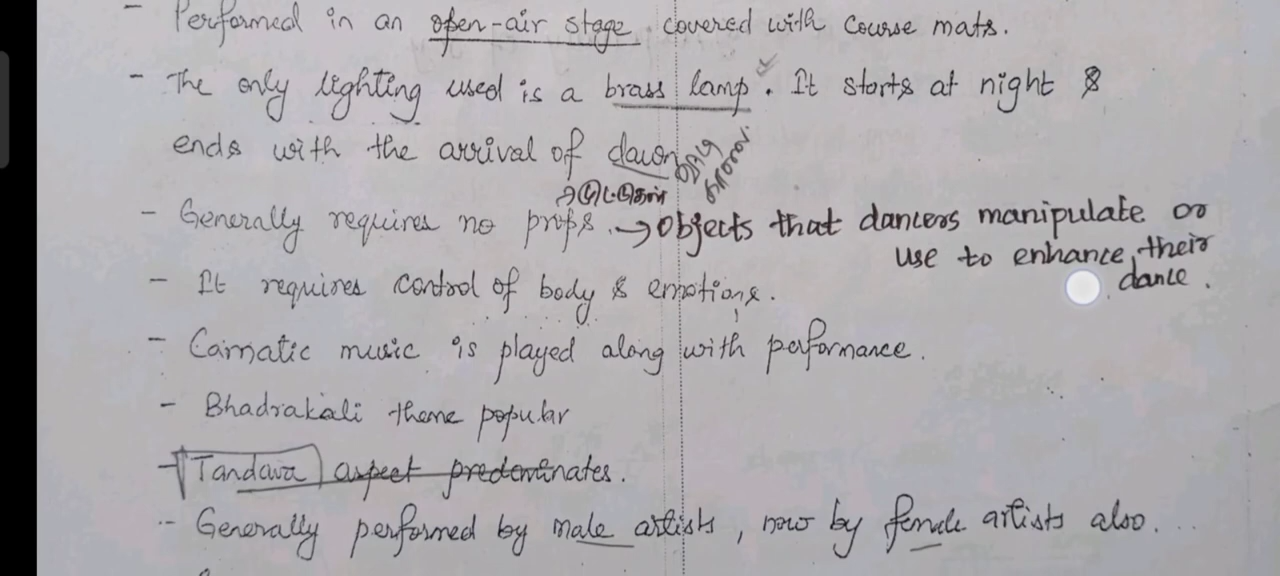 - Performed in an open-air stage covered with course mats.
- The only lighting used is a brass lamp. It starts at night &
ends with the arrival of dawn
- Generally requires no props. → objects that dancers manipulate or
use to enhance their
dance.
- It requires control of body & emotions.
- Carnatic music is played along with performance.
- Bhadrakali theme popular
- Tandava aspect predominates.
- Generally performed by male artists, now by female artists also.